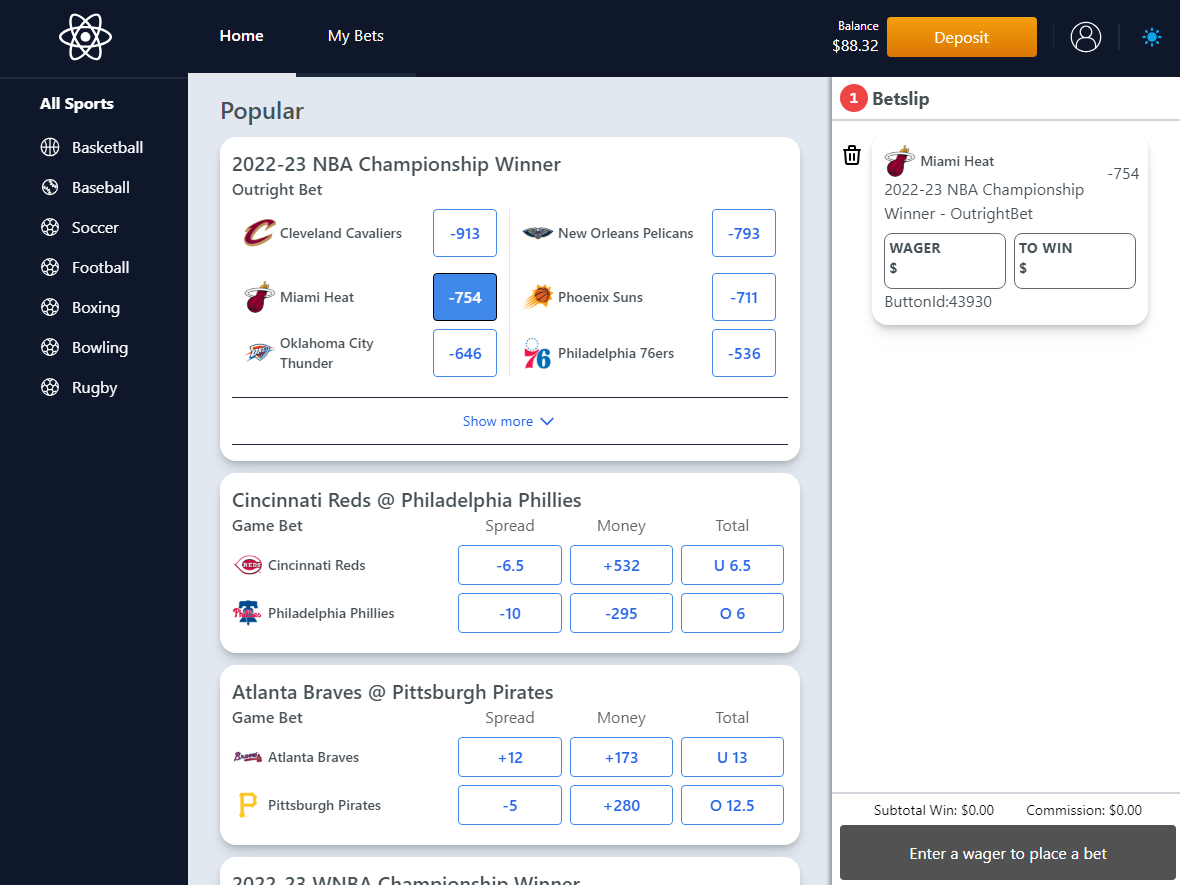 Home
My Bets
Balance
$88.32
Deposit
All Sports
Basketball
Baseball
Soccer
Football
Boxing
Bowling
Rugby
Popular
2022-23 NBA Championship Winner
Outright Bet
Cleveland Cavaliers
-913
New Orleans Pelicans
-793
Miami Heat
-754
Phoenix Suns
-711
Oklahoma City
Thunder
-646
76
Philadelphia 76ers
-536
Show more
Cincinnati Reds @ Philadelphia Phillies
Game Bet
Spread
Money
Total
REDS
Cincinnati Reds
-6.5
+532
U 6.5
Phillies
Philadelphia Phillies
-10
-295
O 6
Atlanta Braves @ Pittsburgh Pirates
Game Bet
Spread
Money
Total
Braves
Atlanta Braves
+12
+173
U 13
P
Pittsburgh Pirates
-5
+280
O 12.5
2022-23 WNBA Championship Winner
1
Betslip
Miami Heat
-754
2022-23 NBA Championship
Winner - OutrightBet
WAGER
$
TO WIN
$
ButtonId:43930
Subtotal Win: $0.00
Commission: $0.00
Enter a wager to place a bet